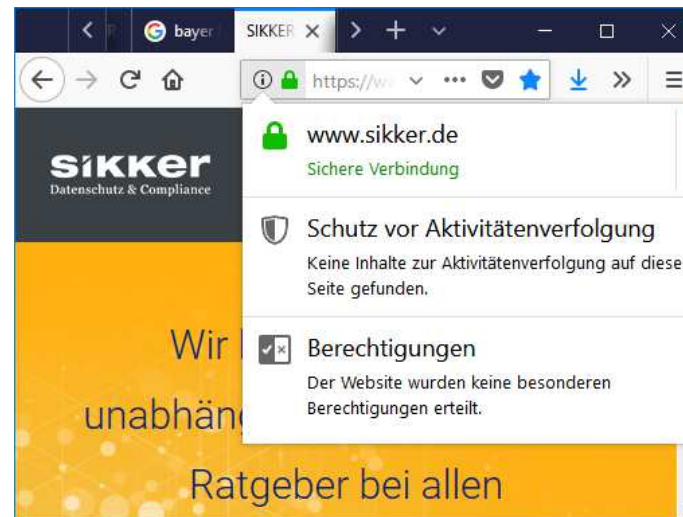 bayer
SIKKER
https://w
www.sikker.de
Sichere Verbindung
sikker
Datenschutz & Compliance
Schutz vor Aktivitätenverfolgung
Keine Inhalte zur Aktivitätenverfolgung auf diese
Seite gefunden.
Berechtigungen
Der Website wurden keine besonderen
Berechtigungen erteilt.
Wir
unabhäng
Ratgeber bei allen